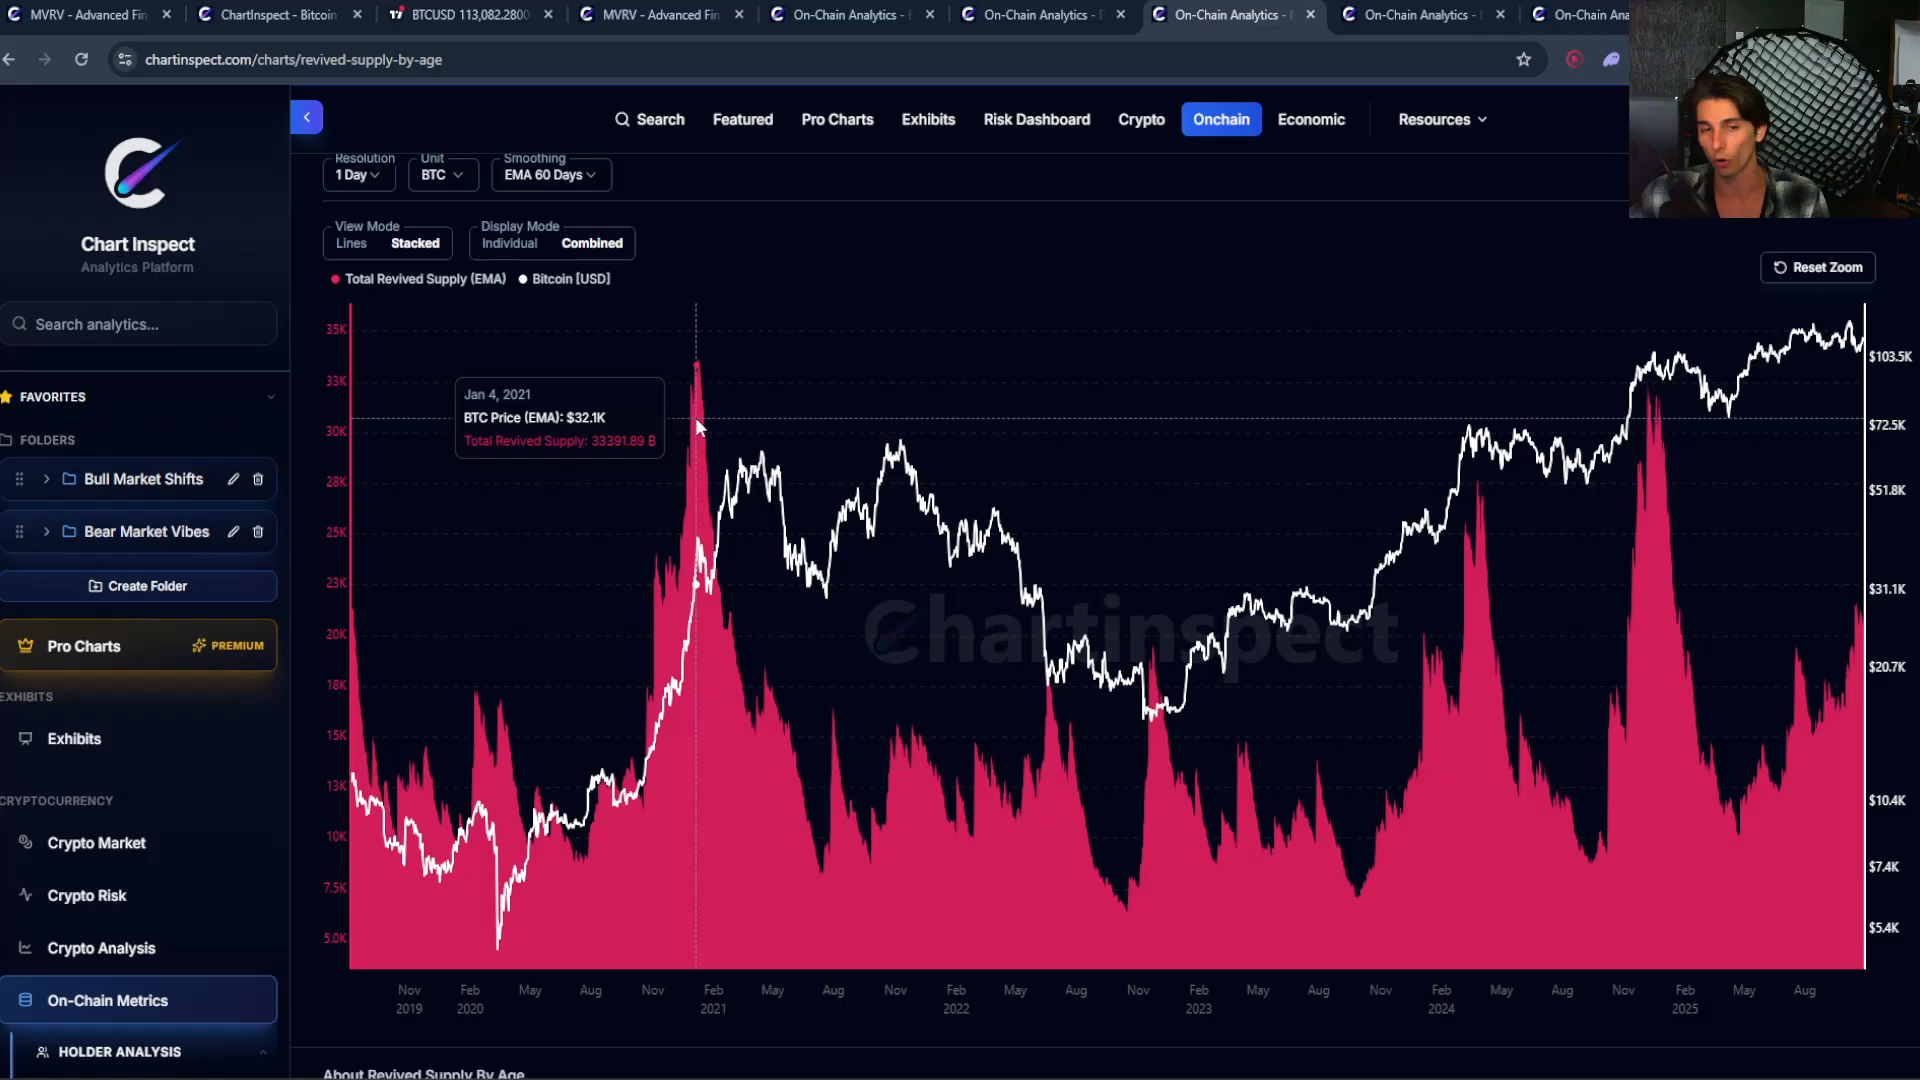 MVRV - Advanced Fin
ChartInspect - Bitcoin
BTCUSD 113,082.2800
MVRV - Advanced Fin
On-Chain Analytics -
On-Chain Analytics -
On-Chain Analytics -
On-Chain Analytics -
On-Chain Ana
chartinspect.com/charts/revived-supply-by-age
Search
Featured
Pro Charts
Exhibits
Risk Dashboard
Crypto
Onchain
Economic
Resources
Chart Inspect
Analytics Platform
Search analytics...
FAVORITES
FOLDERS
Bull Market Shifts
Bear Market Vibes
Create Folder
Pro Charts
PREMIUM
EXHIBITS
Exhibits
CRYPTOCURRENCY
Crypto Market
Crypto Risk
Crypto Analysis
On-Chain Metrics
HOLDER ANALYSIS
Resolution
1 Day
Unit
BTC
Smoothing
EMA 60 Days
View Mode
Lines Stacked
Display Mode
Individual Combined
Total Revived Supply (EMA) Bitcoin [USD]
Reset Zoom
35K
33K
30K
28K
25K
23K
20K
18K
15K
13K
10K
7.5K
5.0K
Jan 4, 2021
BTC Price (EMA): $32.1K
Total Revived Supply: 33391.89 B
Chartinspect
$103.5K
$72.5K
$51.8K
$31.1K
$20.7K
$10.4K
$7.4K
$5.4K
Nov 2019
Feb 2020
May
Aug
Nov
Feb 2021
May
Aug
Nov
Feb 2022
May
Aug
Nov
Feb 2023
May
Aug
Nov
Feb 2024
May
Aug
Nov
Feb 2025
May
Aug
About Revived Supply By Age